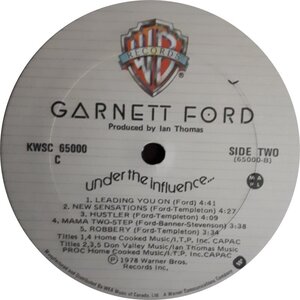 WB
RECORDS
GARNETT FORD
Produced by Ian Thomas
KWSC 65000
C
SIDE TWO
(65000-B)
under the influence...
1. LEADING YOU ON (Ford) 4:41
2. NEW SENSATIONS (Ford-Templeton) 4:27
3. HUSTLER (Ford-Templeton) 4:09
4. MAMA TWO-STEP (Ford-Banner-Stevenson) 3:38
5. ROBBERY (Ford-Templeton) 3:34
Titles 1,4 Home Cooked Music/I.T.P, Inc. CAPAC
Titles 2,3,5 Don Valley Music/Ian Thomas Music
PROC Home Cooked Music/I.T.P, Inc. CAPAC
℗ 1978 Warner Bros.
Records Inc.